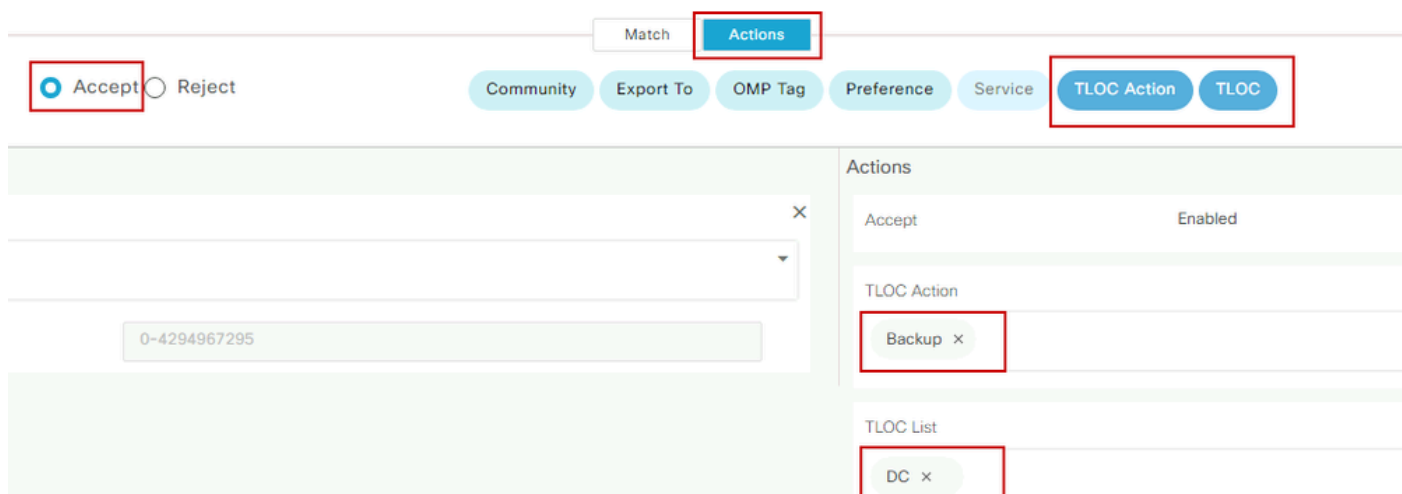 Match Actions
Accept Reject Community Export To OMP Tag Preference Service TLOC Action TLOC
Actions
×
Accept Enabled
TLOC Action
0-4294967295
Backup ×
TLOC List
DC ×